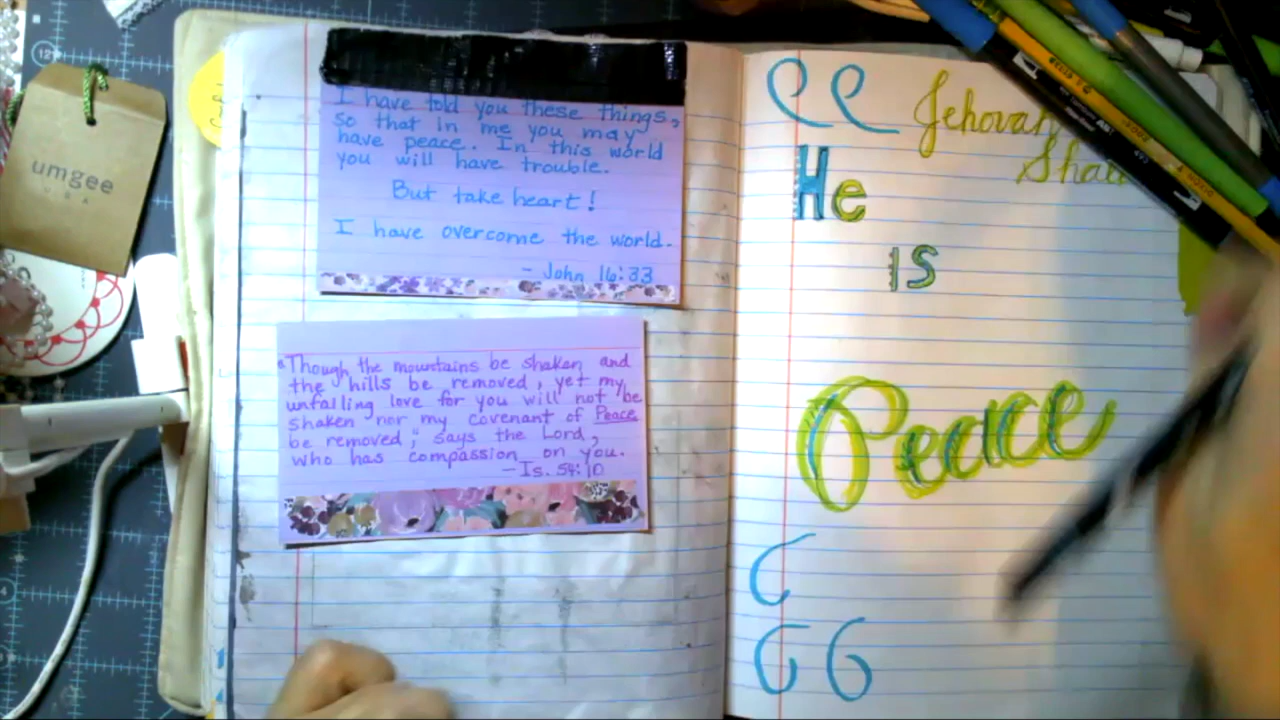 umgee
USA
I have told you these things,
so that in me you may
have peace. In this world
you will have trouble.
But take heart!
I have overcome the world.
- John 16:33
"Though the mountains be shaken and
the hills be removed, yet my
unfailing love for you will not be
shaken nor my covenant of Peace
be removed," says the Lord,
who has compassion on you.
- Is. 54:10
Jehovah
He
is
Peace